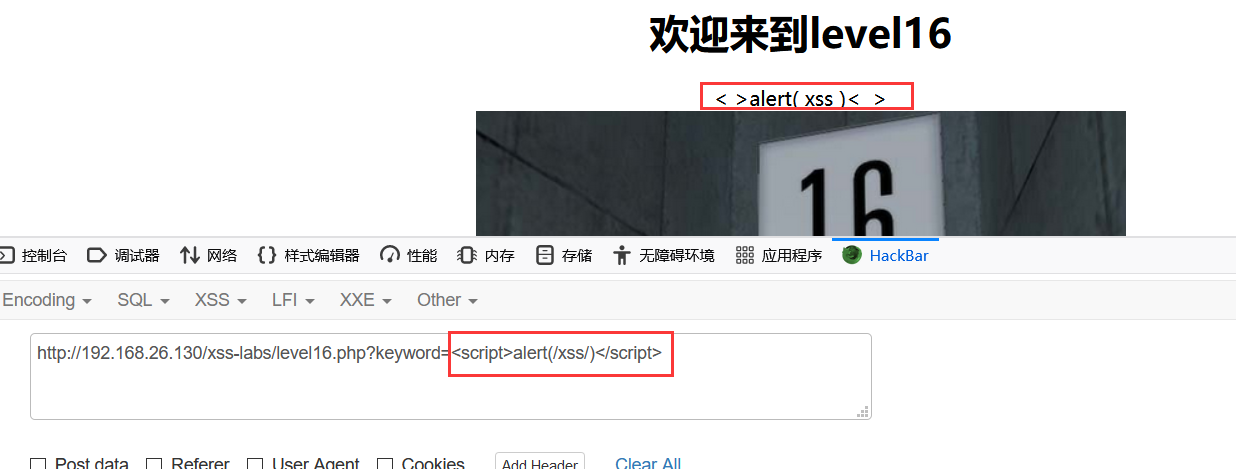 欢迎来到level16
< >alert( xss )< >
16
控制台 调试器 网络 样式编辑器 性能 内存 存储 无障碍环境 应用程序 HackBar
Encoding SQL XSS LFI XXE Other
http://192.168.26.130/xss-labs/level16.php?keyword=<script>alert(/xss/)</script>
Post data Referer User Agent Cookies Add Header Clear All